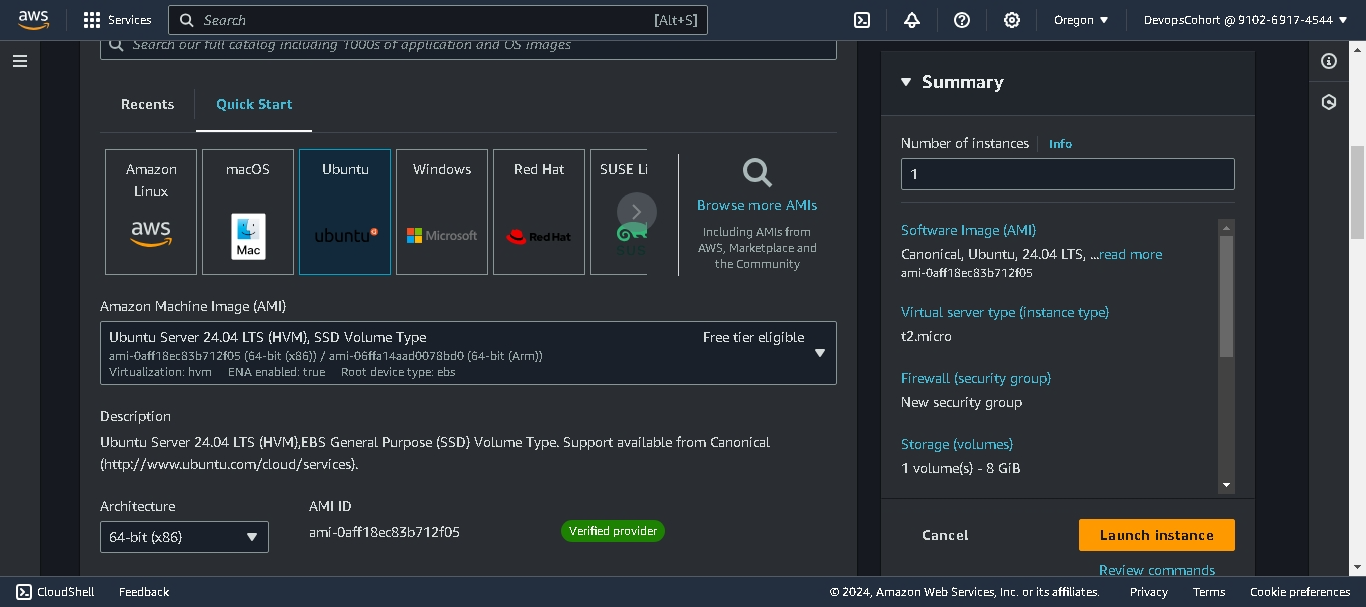 aws
Services
Search
[Alt+S]
Oregon
DevopsCohort @ 9102-6917-4544
Search our full catalog including 1000s of application and OS images
Recents
Quick Start
Amazon
Linux
aws
macOS
Mac
Ubuntu
ubuntu
Windows
Microsoft
Red Hat
Red Hat
SUSE Li
SUS
Browse more AMIs
Including AMIs from
AWS, Marketplace and
the Community
Amazon Machine Image (AMI)
Ubuntu Server 24.04 LTS (HVM), SSD Volume Type
Free tier eligible
ami-0aff18ec83b712f05 (64-bit (x86)) / ami-06ffa14aad0078bd0 (64-bit (Arm))
Virtualization: hvm ENA enabled: true Root device type: ebs
Description
Ubuntu Server 24.04 LTS (HVM),EBS General Purpose (SSD) Volume Type. Support available from Canonical
(http://www.ubuntu.com/cloud/services).
Architecture
64-bit (x86)
AMI ID
ami-0aff18ec83b712f05
Verified provider
Summary
Number of instances
Info
1
Software Image (AMI)
Canonical, Ubuntu, 24.04 LTS, ...read more
ami-0aff18ec83b712f05
Virtual server type (instance type)
t2.micro
Firewall (security group)
New security group
Storage (volumes)
1 volume(s) - 8 GiB
Cancel
Launch instance
Review commands
CloudShell
Feedback
© 2024, Amazon Web Services, Inc. or its affiliates.
Privacy
Terms
Cookie preferences